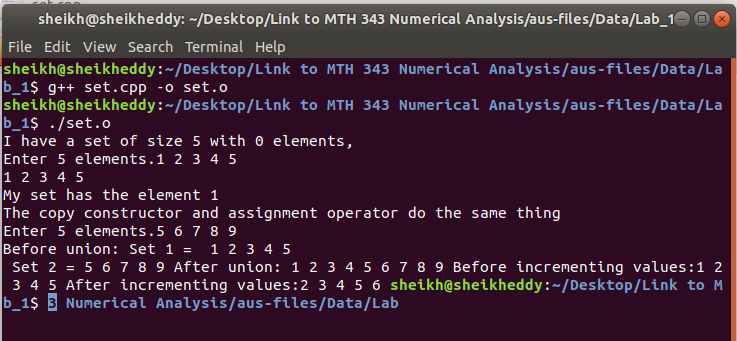 sheikh@sheikheddy: ~/Desktop/Link to MTH 343 Numerical Analysis/aus-files/Data/Lab_1
File Edit View Search Terminal Help
sheikh@sheikheddy:~/Desktop/Link to MTH 343 Numerical Analysis/aus-files/Data/La
b_1$ g++ set.cpp -o set.o
sheikh@sheikheddy:~/Desktop/Link to MTH 343 Numerical Analysis/aus-files/Data/La
b_1$ ./set.o
I have a set of size 5 with 0 elements,
Enter 5 elements.1 2 3 4 5
1 2 3 4 5
My set has the element 1
The copy constructor and assignment operator do the same thing
Enter 5 elements.5 6 7 8 9
Before union: Set 1 =  1 2 3 4 5
 Set 2 = 5 6 7 8 9 After union: 1 2 3 4 5 6 7 8 9 Before incrementing values:1 2
 3 4 5 After incrementing values:2 3 4 5 6 sheikh@sheikheddy:~/Desktop/Link to M
b_1$ 3 Numerical Analysis/aus-files/Data/Lab